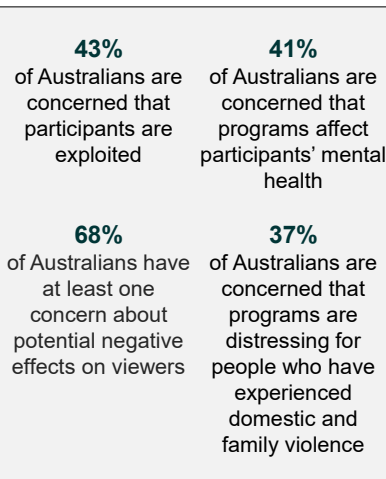 43%
of Australians are
concerned that
participants are
exploited
41%
of Australians are
concerned that
programs affect
participants’ mental
health
68%
of Australians have
at least one
concern about
potential negative
effects on viewers
37%
of Australians are
concerned that
programs are
distressing for
people who have
experienced
domestic and
family violence